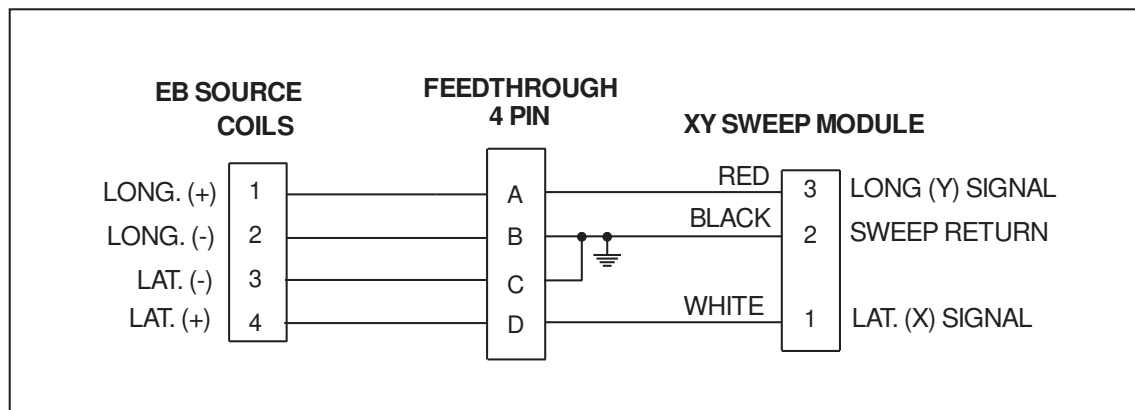 EB SOURCE
COILS
FEEDTHROUGH
4 PIN
XY SWEEP MODULE
LONG. (+) 1 A RED 3 LONG (Y) SIGNAL
LONG. (-) 2 B BLACK 2 SWEEP RETURN
LAT. (-) 3 C
LAT. (+) 4 D WHITE 1 LAT. (X) SIGNAL